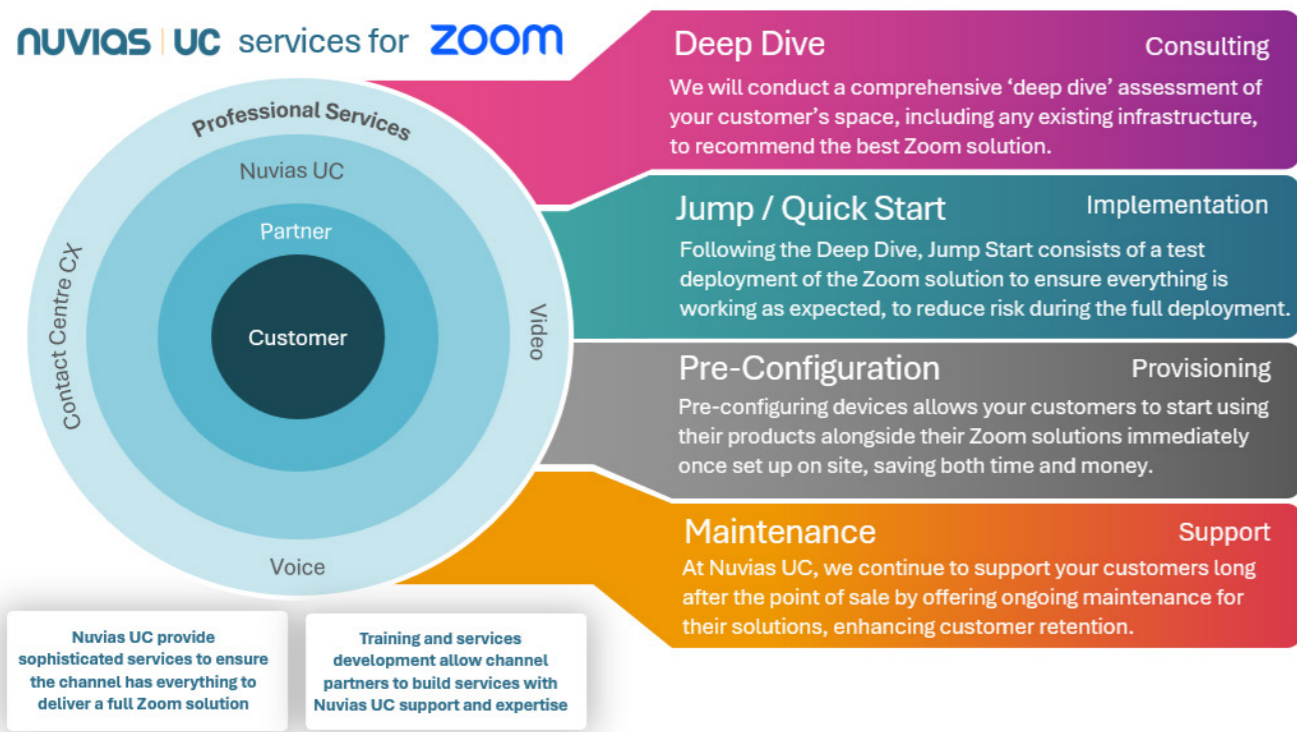 nuvias | UC services for zoom
Professional Services
Nuvias UC
Partner
Customer
Contact Centre CX
Video
Voice
Deep Dive
Consulting
We will conduct a comprehensive ‘deep dive’ assessment of
your customer’s space, including any existing infrastructure,
to recommend the best Zoom solution.
Jump / Quick Start
Implementation
Following the Deep Dive, Jump Start consists of a test
deployment of the Zoom solution to ensure everything is
working as expected, to reduce risk during the full deployment.
Pre-Configuration
Provisioning
Pre-configuring devices allows your customers to start using
their products alongside their Zoom solutions immediately
once set up on site, saving both time and money.
Maintenance
Support
At Nuvias UC, we continue to support your customers long
after the point of sale by offering ongoing maintenance for
their solutions, enhancing customer retention.
Nuvias UC provide
sophisticated services to ensure
the channel has everything to
deliver a full Zoom solution
Training and services
development allow channel
partners to build services with
Nuvias UC support and expertise